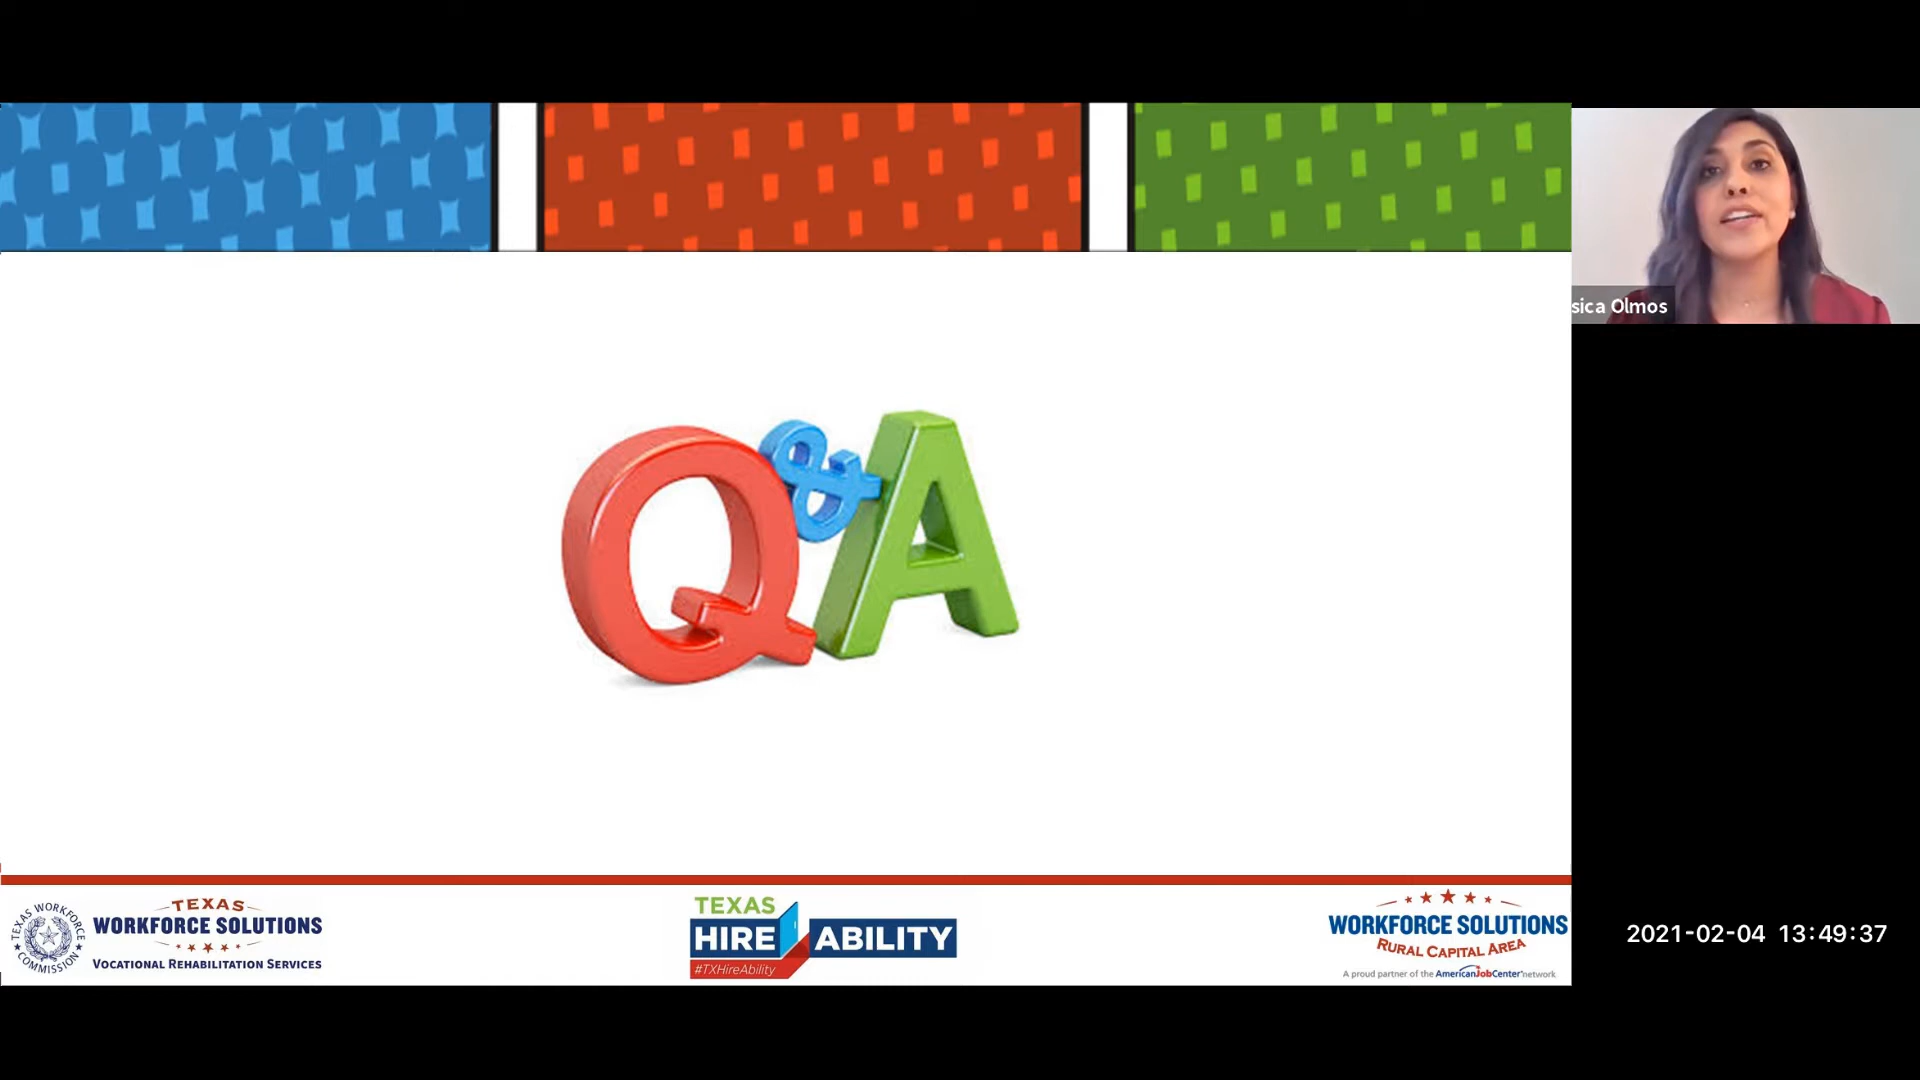 sica Olmos
Q&A
TEXAS WORKFORCE COMMISSION
TEXAS
WORKFORCE SOLUTIONS
VOCATIONAL REHABILITATION SERVICES
TEXAS
HIRE ABILITY
#TXHireAbility
WORKFORCE SOLUTIONS
RURAL CAPITAL AREA
A proud partner of the AmericanJobCenter network
2021-02-04 13:49:37